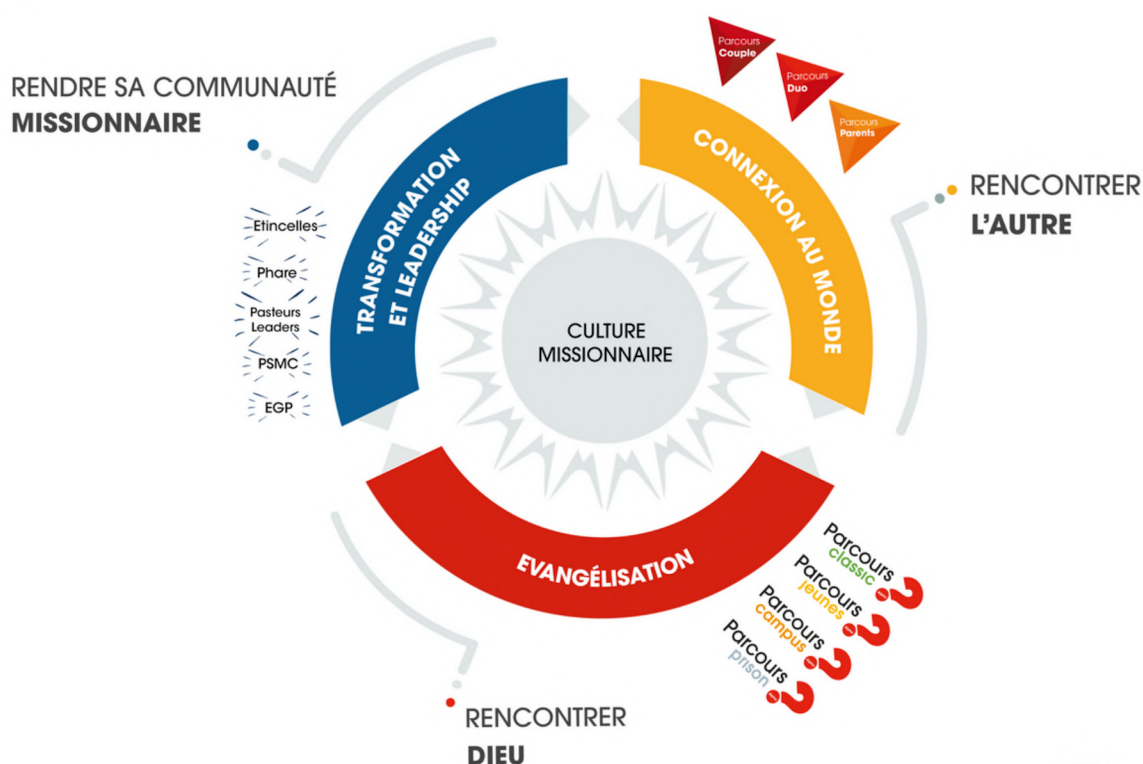 RENDRE SA COMMUNAUTÉ
MISSIONNAIRE
Etincelles
Phare
Pasteurs
Leaders
PSMC
EGP
TRANSFORMATION
ET LEADERSHIP
CULTURE
MISSIONNAIRE
CONNEXION AU MONDE
Parcours
Couple
Parcours
Duo
Parcours
Parents
RENCONTRER
L'AUTRE
EVANGÉLISATION
Parcours
classic
Parcours
jeunes
Parcours
campus
Parcours
prison
RENCONTRER
DIEU